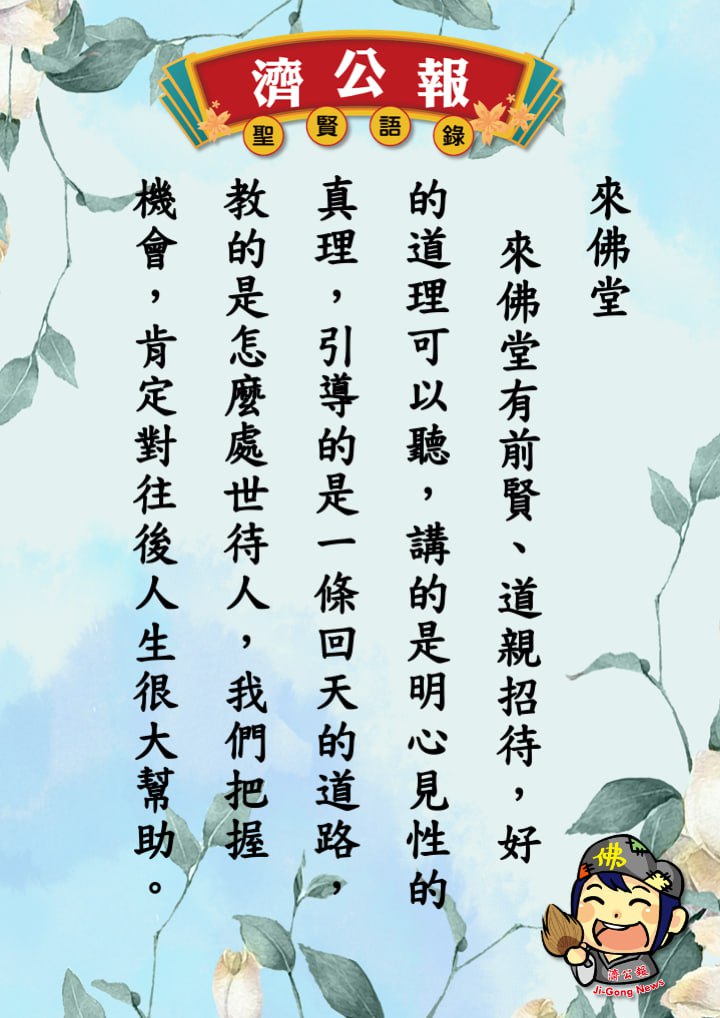 濟公報
聖賢語錄
來佛堂
來佛堂有前賢、道親招待，好
的道理可以聽，講的是明心見性的
真理，引導的是一條回天的道路，
教的是怎麼處世待人，我們把握
機會，肯定對往後人生很大幫助。
佛
濟公報
Ji-Gong News